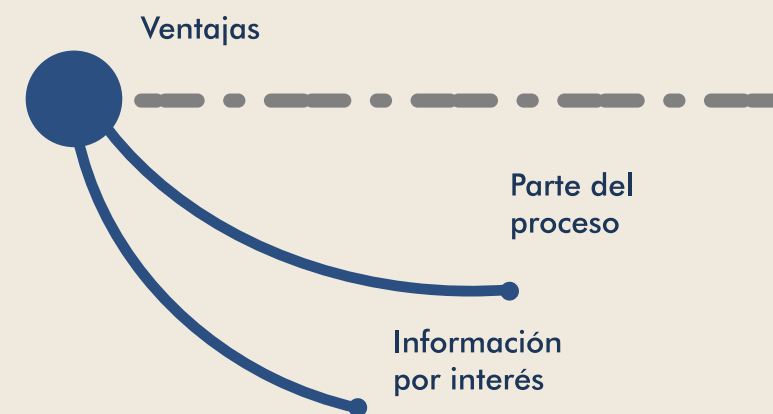 Ventajas
Parte del
proceso
Información
por interés